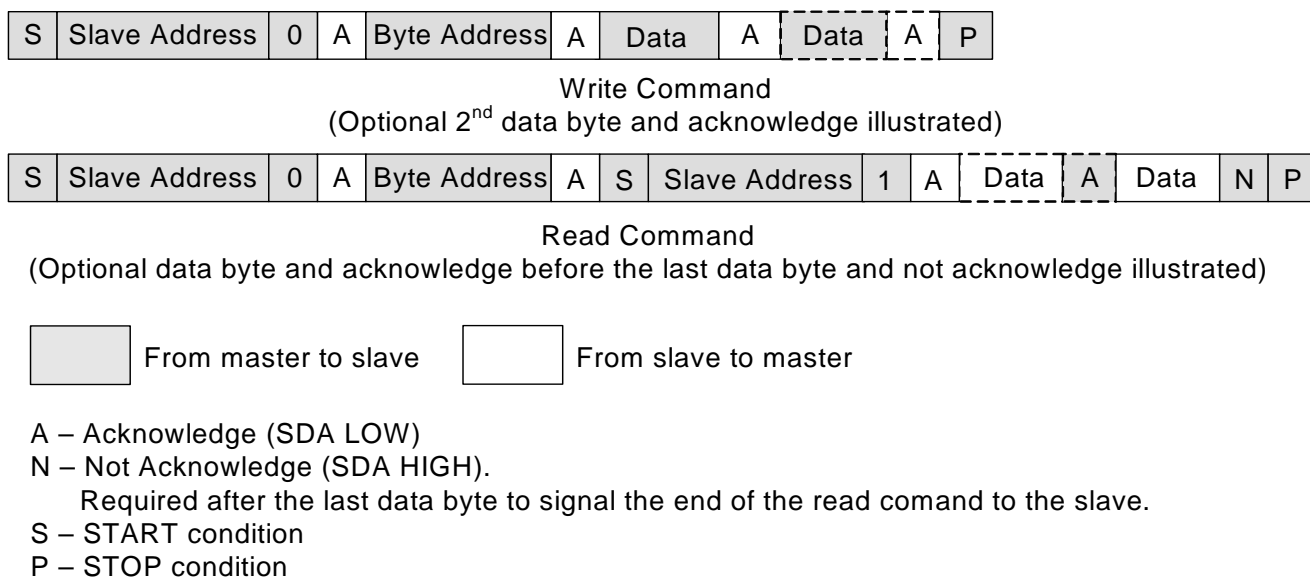 S Slave Address 0 A Byte Address A Data A Data A P
Write Command
(Optional 2nd data byte and acknowledge illustrated)
S Slave Address 0 A Byte Address A S Slave Address 1 A Data A Data N P
Read Command
(Optional data byte and acknowledge before the last data byte and not acknowledge illustrated)
From master to slave From slave to master
A – Acknowledge (SDA LOW)
N – Not Acknowledge (SDA HIGH).
Required after the last data byte to signal the end of the read comand to the slave.
S – START condition
P – STOP condition